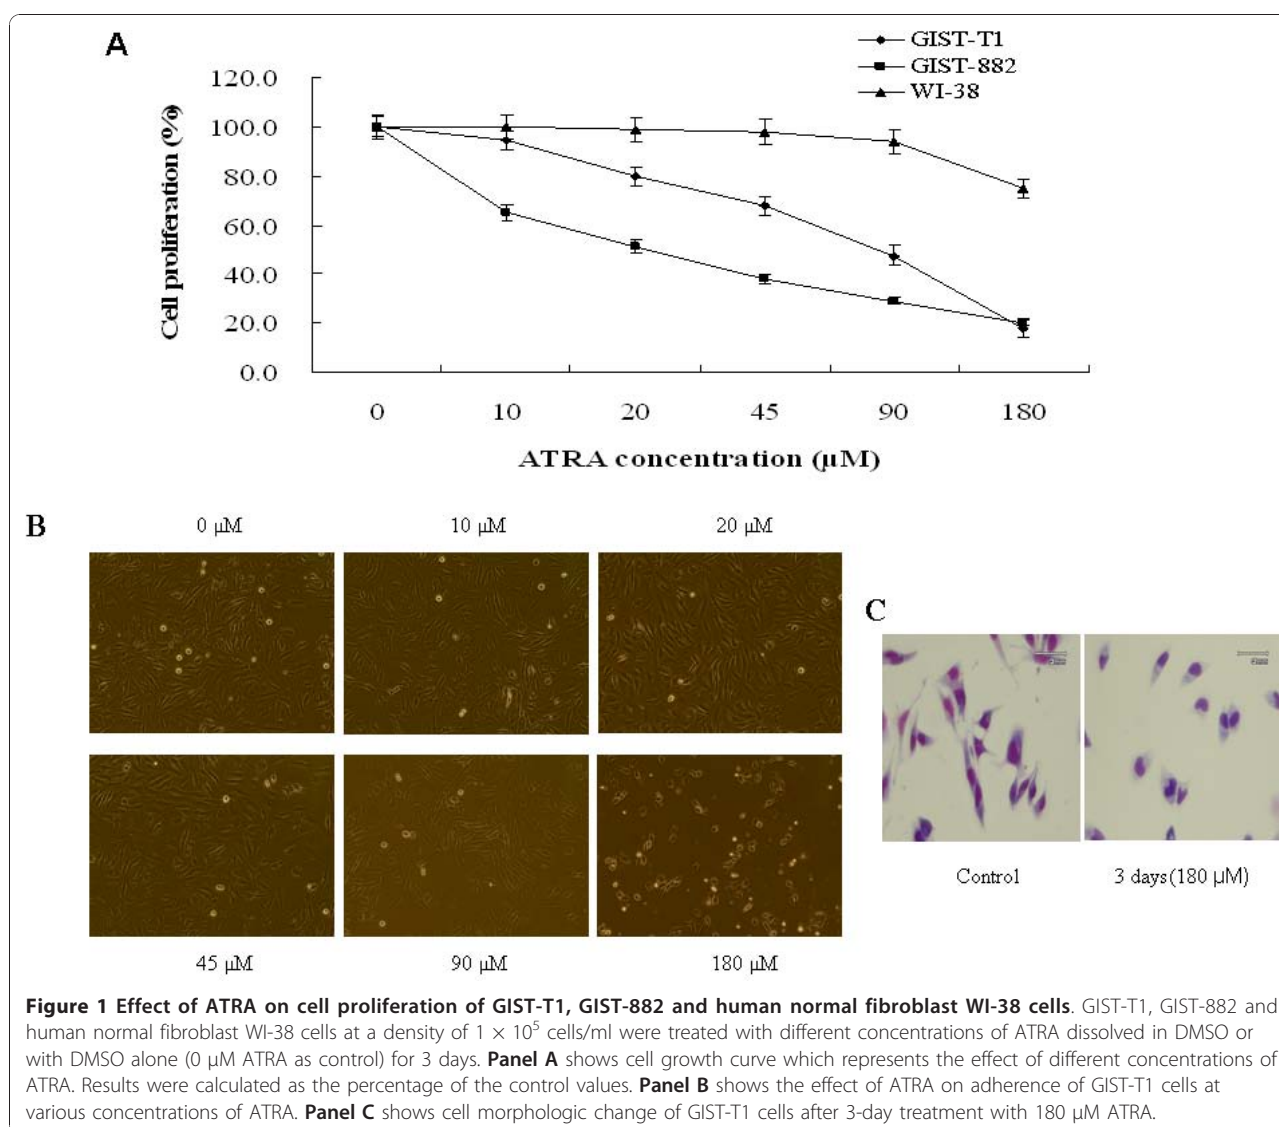 A
GIST-T1
GIST-882
WI-38
120.0
100.0
80.0
60.0
40.0
20.0
0.0
Cell proliferation (%)
0 10 20 45 90 180
ATRA concentration (µM)
B
0 µM 10 µM 20 µM
C
Control 3 days (180 µM)
45 µM 90 µM 180 µM
Figure 1 Effect of ATRA on cell proliferation of GIST-T1, GIST-882 and human normal fibroblast WI-38 cells. GIST-T1, GIST-882 and
human normal fibroblast WI-38 cells at a density of 1 × 10⁵ cells/ml were treated with different concentrations of ATRA dissolved in DMSO or
with DMSO alone (0 µM ATRA as control) for 3 days. Panel A shows cell growth curve which represents the effect of different concentrations of
ATRA. Results were calculated as the percentage of the control values. Panel B shows the effect of ATRA on adherence of GIST-T1 cells at
various concentrations of ATRA. Panel C shows cell morphologic change of GIST-T1 cells after 3-day treatment with 180 µM ATRA.